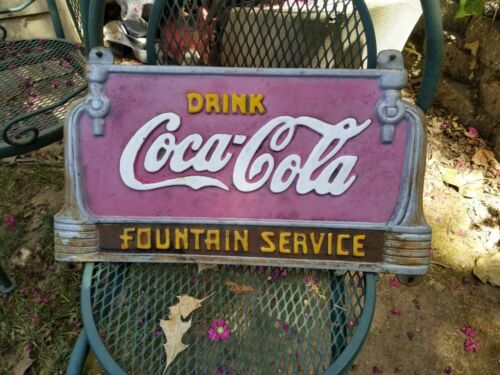 DRINK
Coca-Cola
FOUNTAIN SERVICE